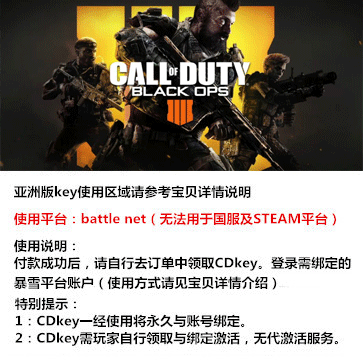 CALL OF DUTY
BLACK OPS
IIII
亚洲版key使用区域请参考宝贝详情说明
使用平台：battle net（无法用于国服及STEAM平台）
使用说明：
付款成功后，请自行去订单中领取CDkey。登录需绑定的
暴雪平台账户（使用方式请见宝贝详情介绍）
特别提示：
1：CDkey一经使用将永久与账号绑定。
2：CDkey需玩家自行领取与绑定激活，无代激活服务。